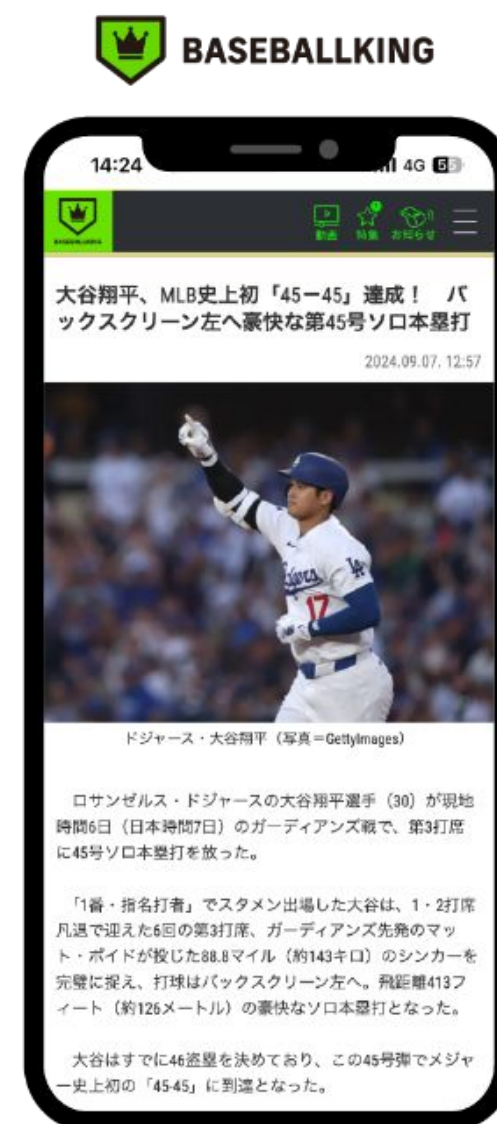 BASEBALLKING
14:24
4G 55
BASEBALLKING
動画 特集 お知らせ
大谷翔平、MLB史上初「45ー45」達成！　バ
ックスクリーン左へ豪快な第45号ソロ本塁打
2024.09.07. 12:57
Dodgers
LA
17
ドジャース・大谷翔平（写真＝GettyImages）
ロサンゼルス・ドジャースの大谷翔平選手（30）が現地
時間6日（日本時間7日）のガーディアンズ戦で、第3打席
に45号ソロ本塁打を放った。
「1番・指名打者」でスタメン出場した大谷は、1・2打席
凡退で迎えた6回の第3打席、ガーディアンズ先発のマッ
ト・ボイドが投じた88.8マイル（約143キロ）のシンカーを
完璧に捉え、打球はバックスクリーン左へ。飛距離413フ
ィート（約126メートル）の豪快なソロ本塁打となった。
大谷はすでに46盗塁を決めており、この45号弾でメジャ
ー史上初の「45-45」に到達となった。